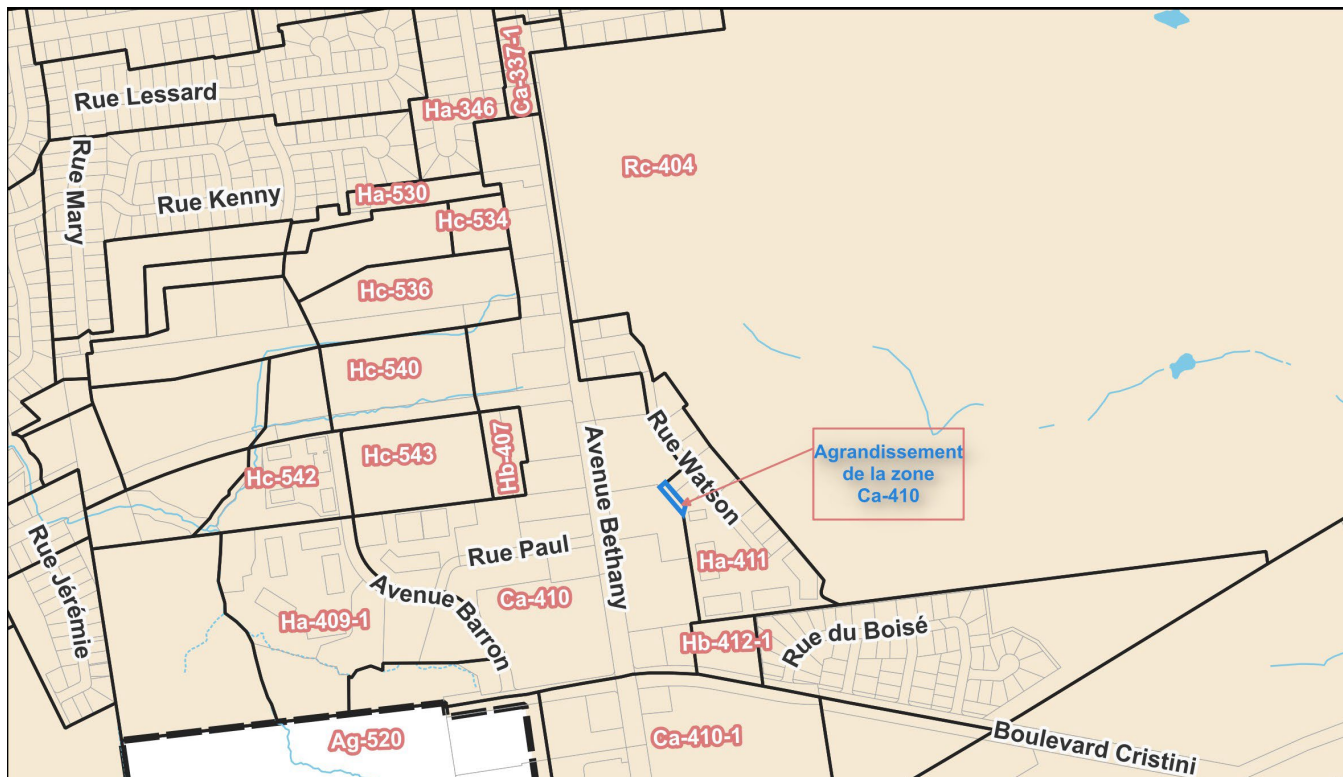 Ca-337-1
Rue Lessard
Ha-346
Rue Mary
Rc-404
Rue Kenny
Ha-530
Hc-534
Hc-536
Hc-540
Rue Watson
Avenue Bethany
Hb-407
Hc-543
Hc-542
Agrandissement
de la zone
Ca-410
Rue Jérémie
Rue Paul
Ha-411
Avenue Barron
Ca-410
Ha-409-1
Hb-412-1
Rue du Boisé
Ag-520
Ca-410-1
Boulevard Cristini